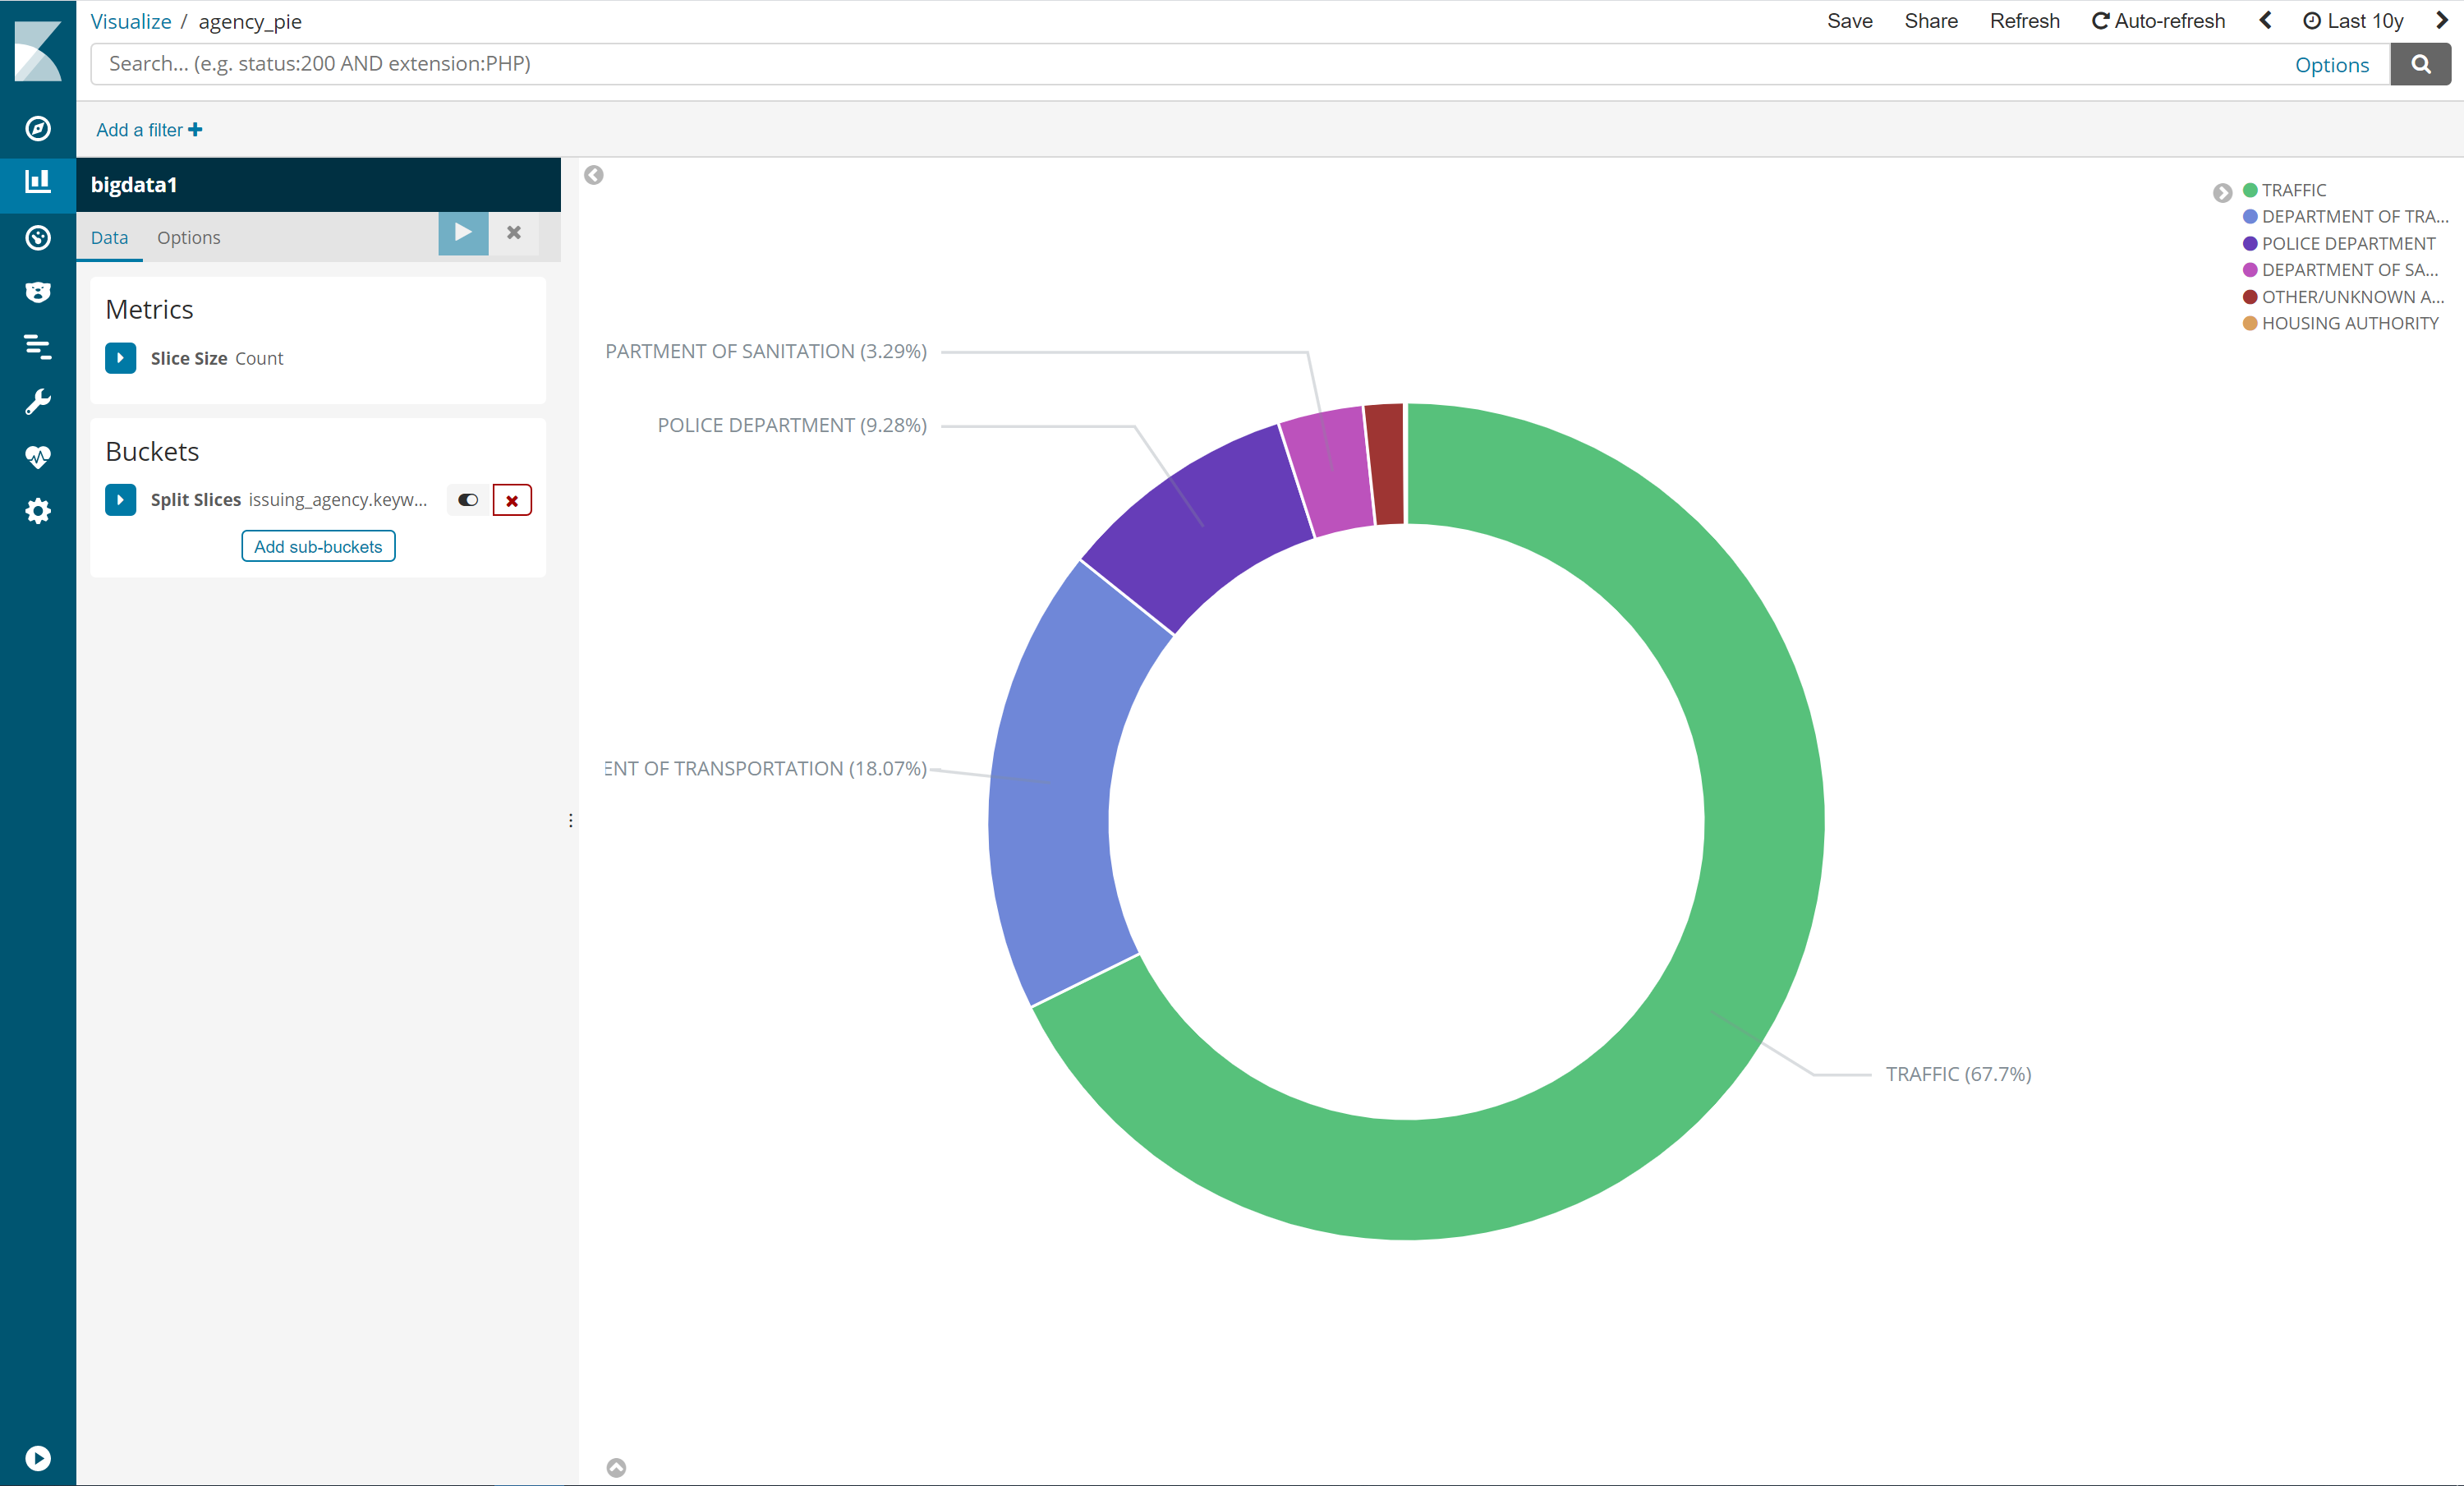 Visualize / agency_pie
Save Share Refresh Auto-refresh Last 10y
Search... (e.g. status:200 AND extension:PHP)
Options
Add a filter
bigdata1
Data Options
Metrics
Slice Size Count
Buckets
Split Slices issuing_agency.keyw...
Add sub-buckets
PARTMENT OF SANITATION (3.29%)
POLICE DEPARTMENT (9.28%)
ENT OF TRANSPORTATION (18.07%)
TRAFFIC (67.7%)
TRAFFIC
DEPARTMENT OF TRA...
POLICE DEPARTMENT
DEPARTMENT OF SA...
OTHER/UNKNOWN A...
HOUSING AUTHORITY